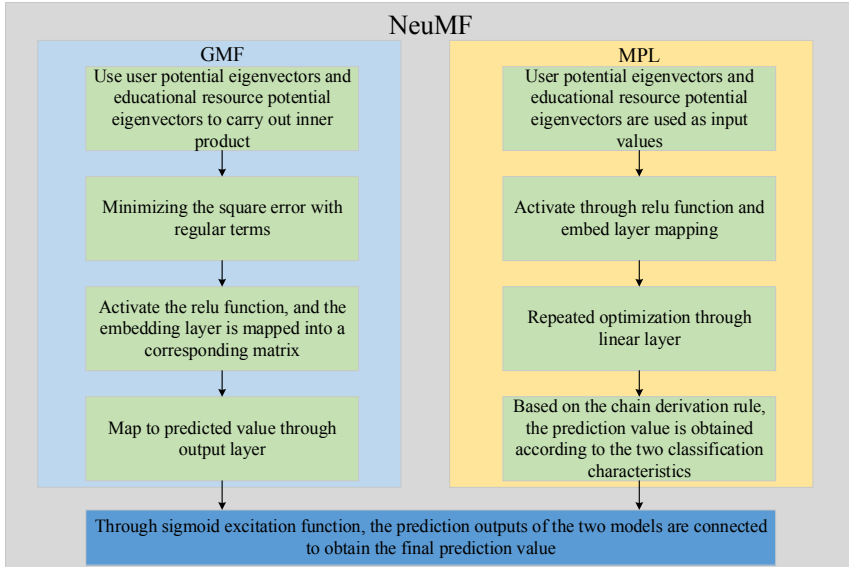 NeuMF
GMF
Use user potential eigenvectors and
educational resource potential
eigenvectors to carry out inner
product
Minimizing the square error with
regular terms
Activate the relu function, and the
embedding layer is mapped into a
corresponding matrix
Map to predicted value through
output layer
MPL
User potential eigenvectors and
educational resource potential
eigenvectors are used as input
values
Activate through relu function and
embed layer mapping
Repeated optimization through
linear layer
Based on the chain derivation rule,
the prediction value is obtained
according to the two classification
characteristics
Through sigmoid excitation function, the prediction outputs of the two models are connected
to obtain the final prediction value